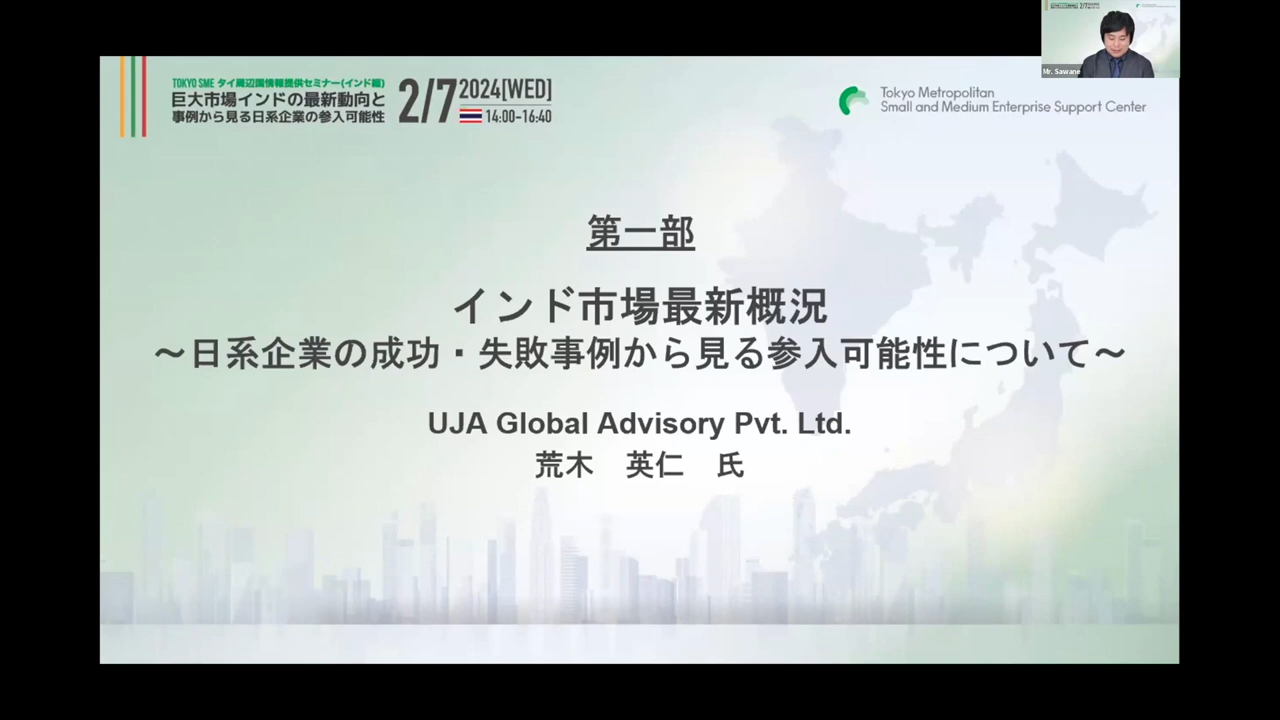 TOKYO SME タイ周辺国情報提供セミナー(インド編)
巨大市場インドの最新動向と
事例から見る日系企業の参入可能性
2/7 2024[WED]
14:00-16:40
Tokyo Metropolitan
Small and Medium Enterprise Support Center
Mr. Sawane
第一部
インド市場最新概況
～日系企業の成功・失敗事例から見る参入可能性について～
UJA Global Advisory Pvt. Ltd.
荒木　英仁　氏